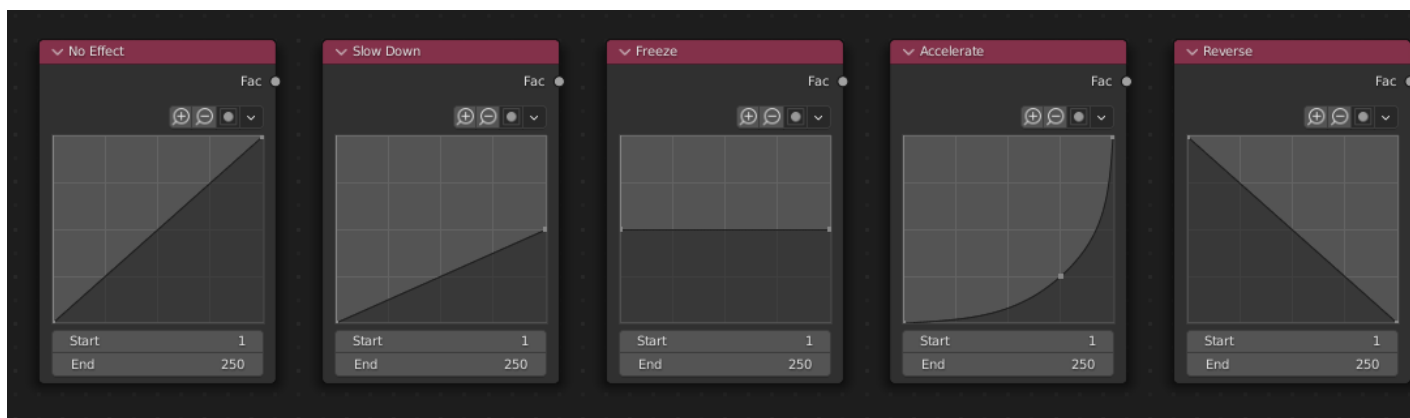 No Effect
Fac
Start 1
End 250
Slow Down
Fac
Start 1
End 250
Freeze
Fac
Start 1
End 250
Accelerate
Fac
Start 1
End 250
Reverse
Fac
Start 1
End 250